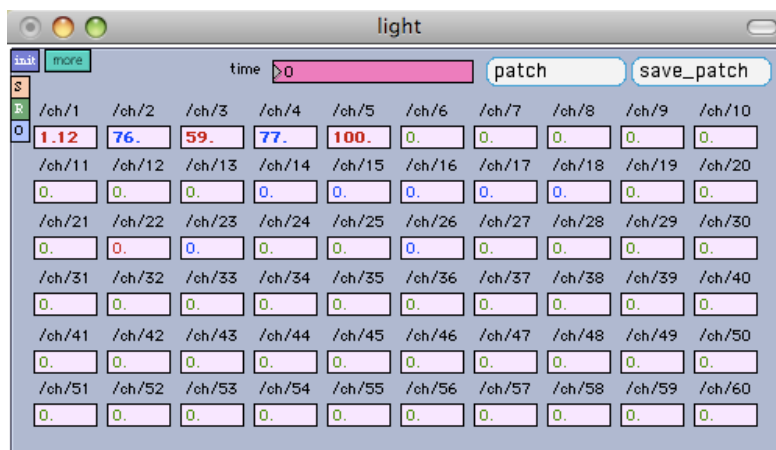 light
init more
time 0 patch save_patch
S
R
O
/ch/1 /ch/2 /ch/3 /ch/4 /ch/5 /ch/6 /ch/7 /ch/8 /ch/9 /ch/10
1.12 76. 59. 77. 100. 0. 0. 0. 0. 0.
/ch/11 /ch/12 /ch/13 /ch/14 /ch/15 /ch/16 /ch/17 /ch/18 /ch/19 /ch/20
0. 0. 0. 0. 0. 0. 0. 0. 0. 0.
/ch/21 /ch/22 /ch/23 /ch/24 /ch/25 /ch/26 /ch/27 /ch/28 /ch/29 /ch/30
0. 0. 0. 0. 0. 0. 0. 0. 0. 0.
/ch/31 /ch/32 /ch/33 /ch/34 /ch/35 /ch/36 /ch/37 /ch/38 /ch/39 /ch/40
0. 0. 0. 0. 0. 0. 0. 0. 0. 0.
/ch/41 /ch/42 /ch/43 /ch/44 /ch/45 /ch/46 /ch/47 /ch/48 /ch/49 /ch/50
0. 0. 0. 0. 0. 0. 0. 0. 0. 0.
/ch/51 /ch/52 /ch/53 /ch/54 /ch/55 /ch/56 /ch/57 /ch/58 /ch/59 /ch/60
0. 0. 0. 0. 0. 0. 0. 0. 0. 0.